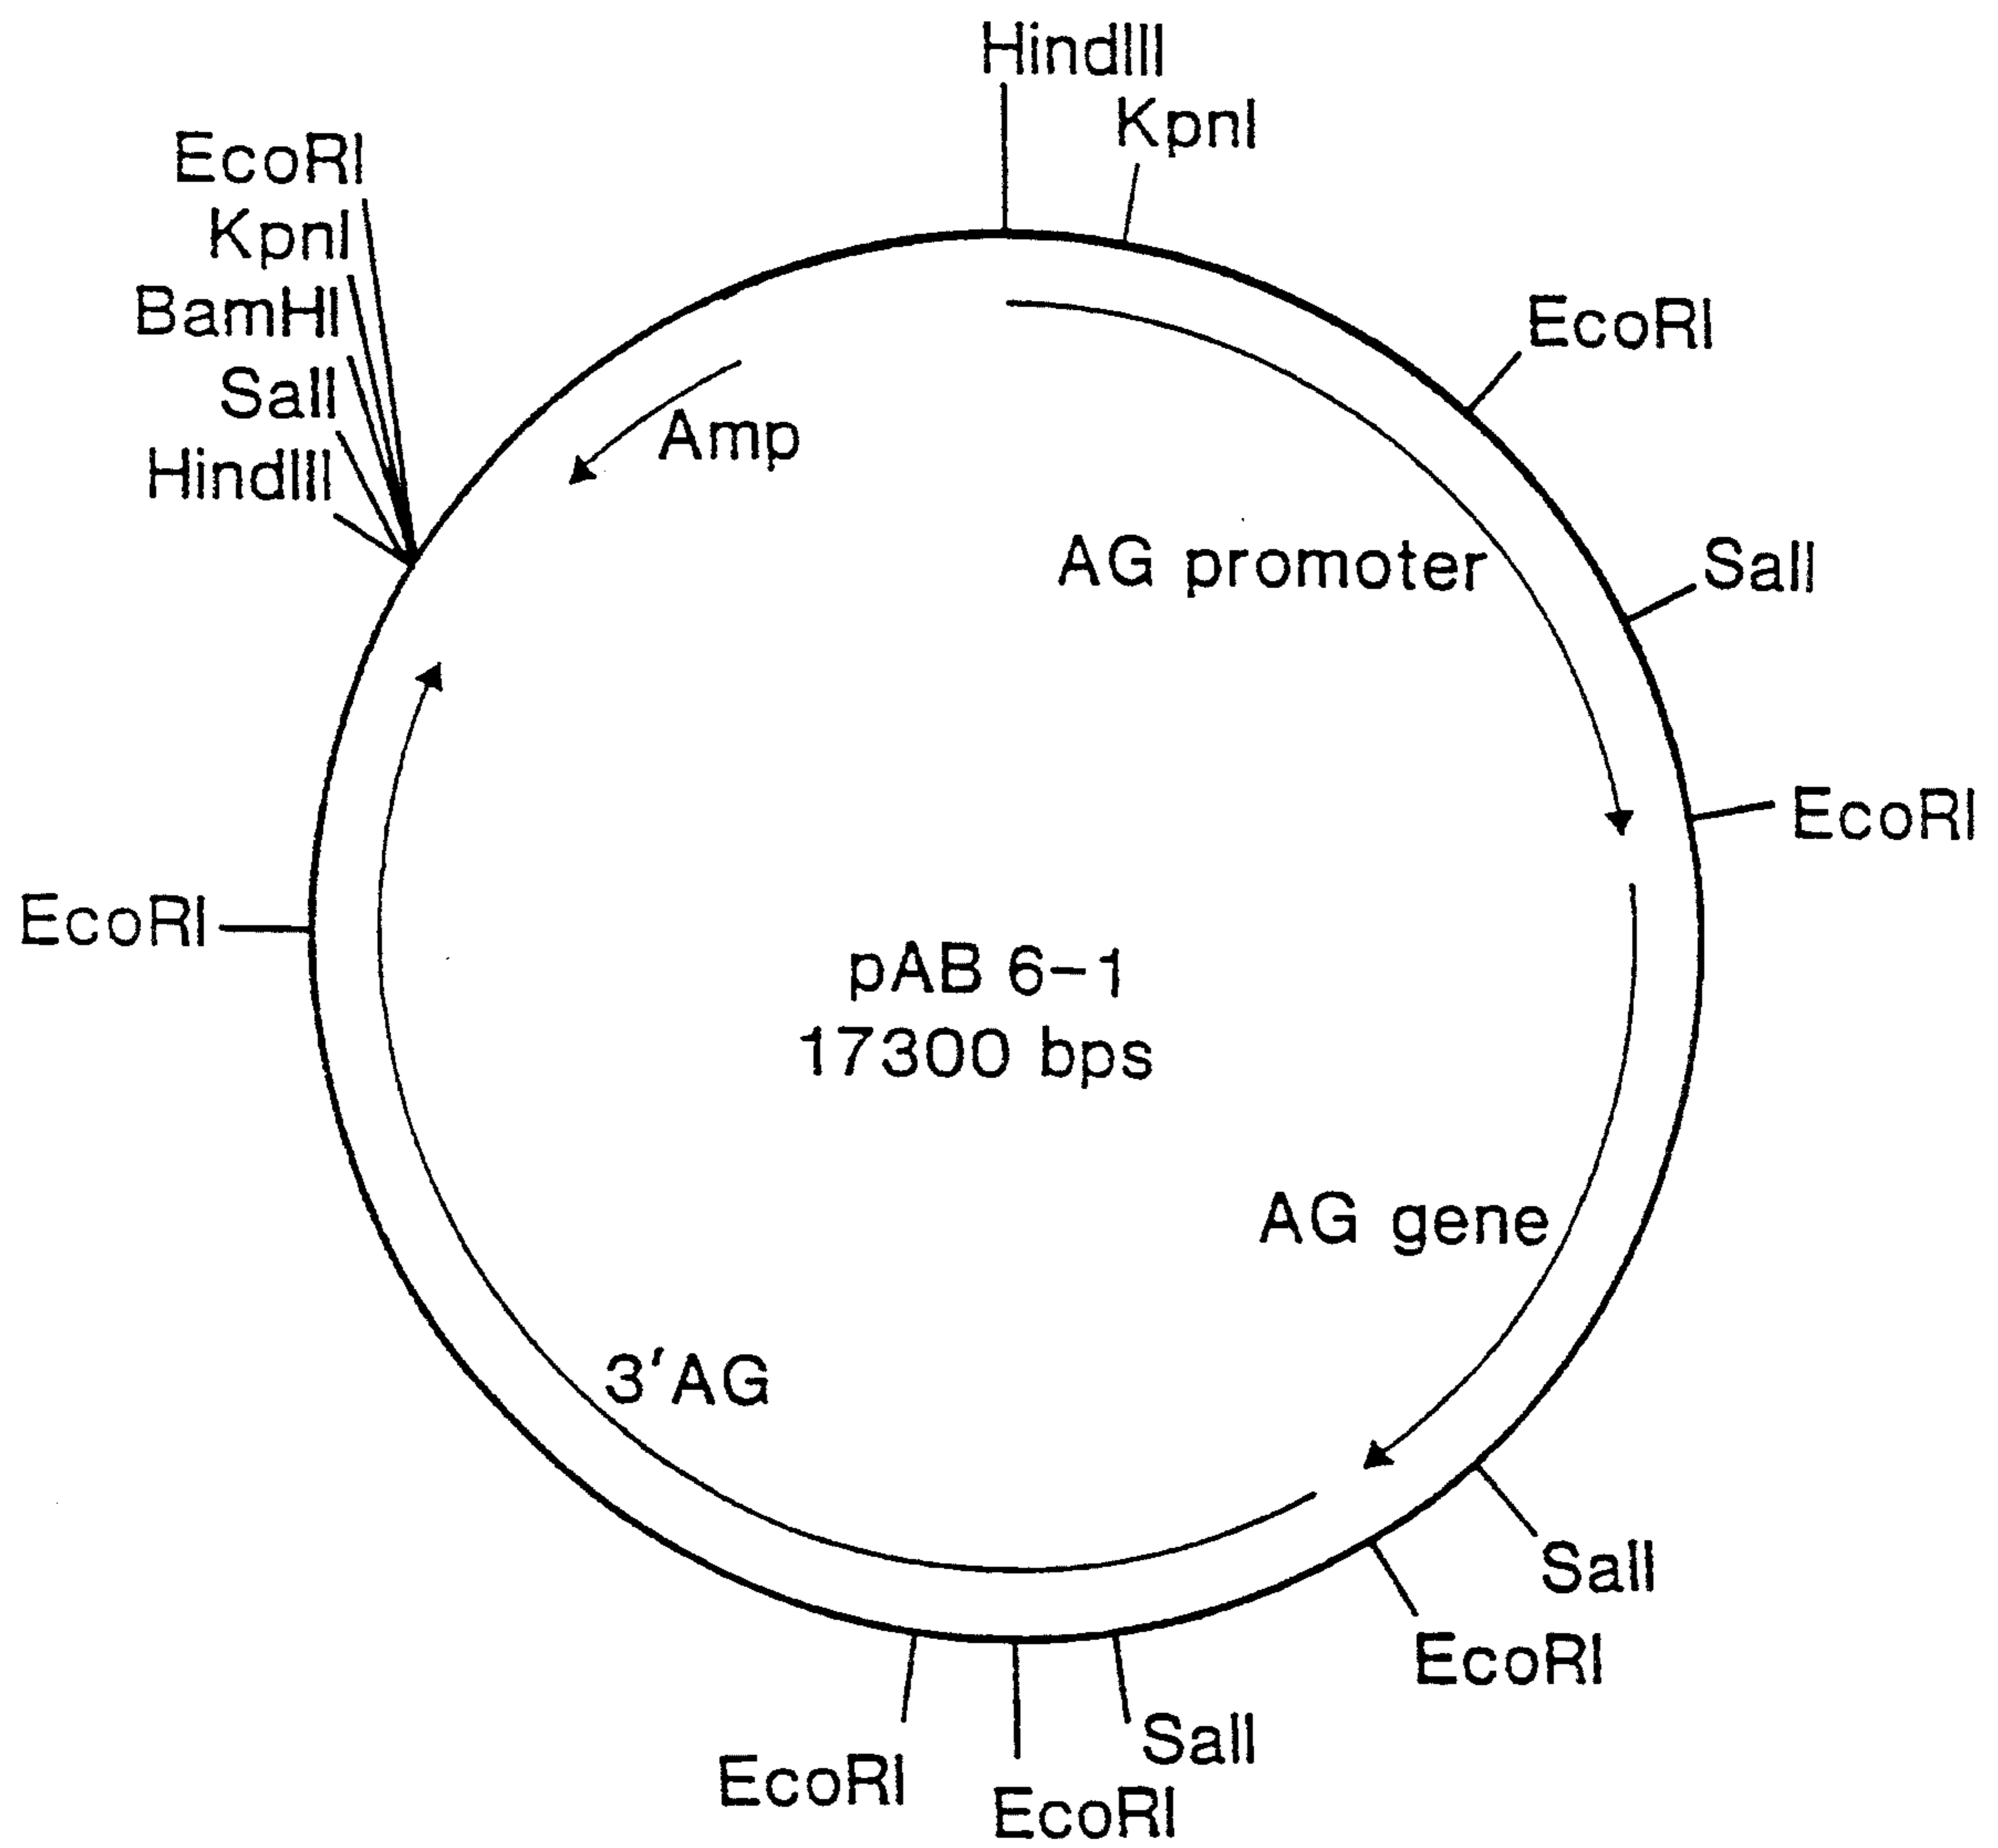 HindIII
KpnI
EcoRI
KpnI
BamHI
SalI
HindIII
EcoRI
Amp
AG promoter
SalI
EcoRI
EcoRI
pAB 6-1
17300 bps
AG gene
3'AG
SalI
EcoRI
SalI
EcoRI
EcoRI